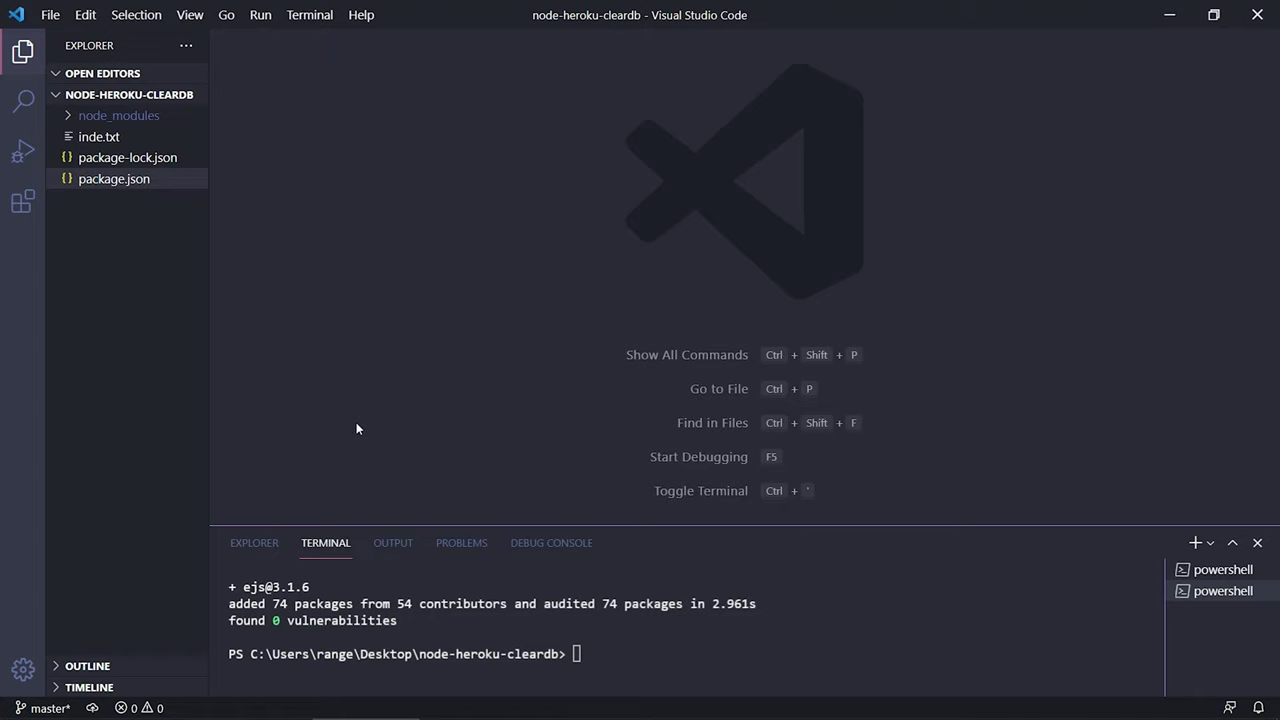 File Edit Selection View Go Run Terminal Help
node-heroku-cleardb - Visual Studio Code
EXPLORER ···
OPEN EDITORS
NODE-HEROKU-CLEARDB
node_modules
inde.txt
{} package-lock.json
{} package.json
OUTLINE
TIMELINE
Show All Commands Ctrl + Shift + P
Go to File Ctrl + P
Find in Files Ctrl + Shift + F
Start Debugging F5
Toggle Terminal Ctrl + `
EXPLORER TERMINAL OUTPUT PROBLEMS DEBUG CONSOLE
+ ejs@3.1.6
added 74 packages from 54 contributors and audited 74 packages in 2.961s
found 0 vulnerabilities
PS C:\Users\range\Desktop\node-heroku-cleardb>
powershell
powershell
master* 0 0